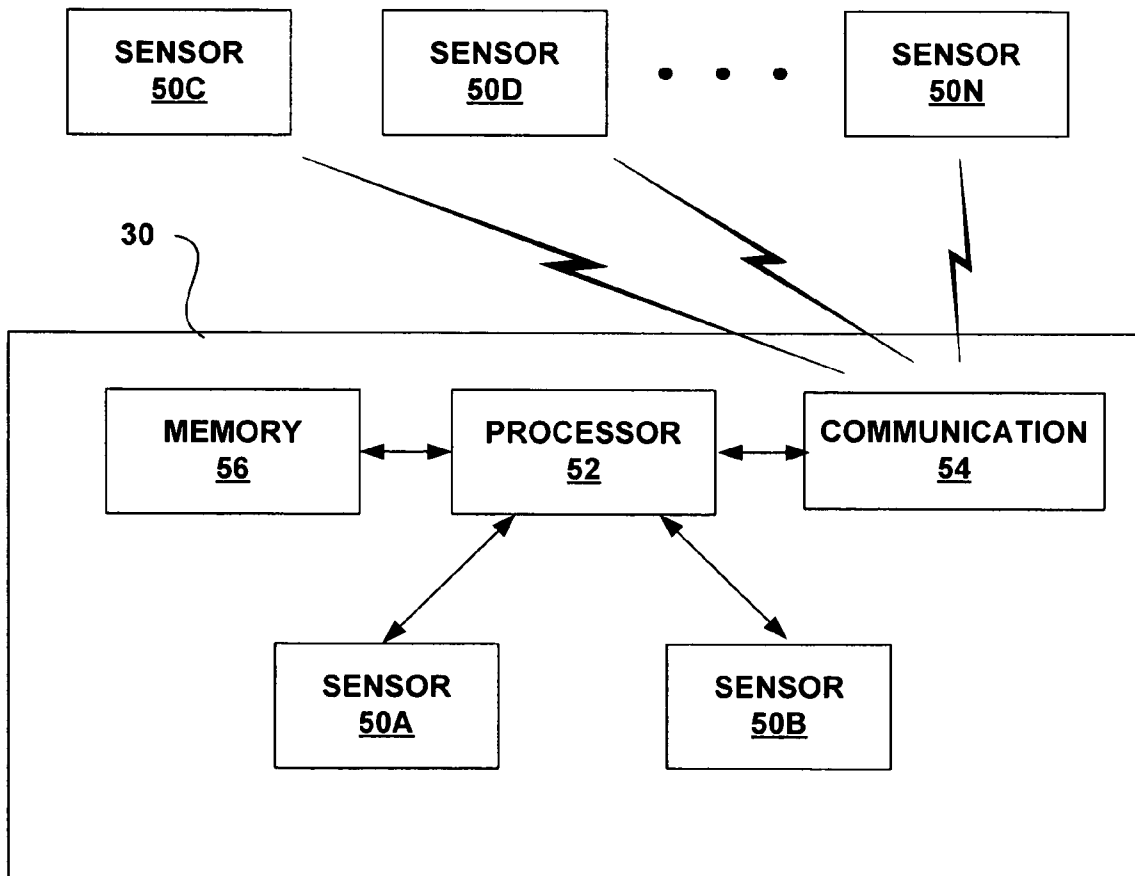 SENSOR
50C
SENSOR
50D
SENSOR
50N
30
MEMORY
56
PROCESSOR
52
COMMUNICATION
54
SENSOR
50A
SENSOR
50B